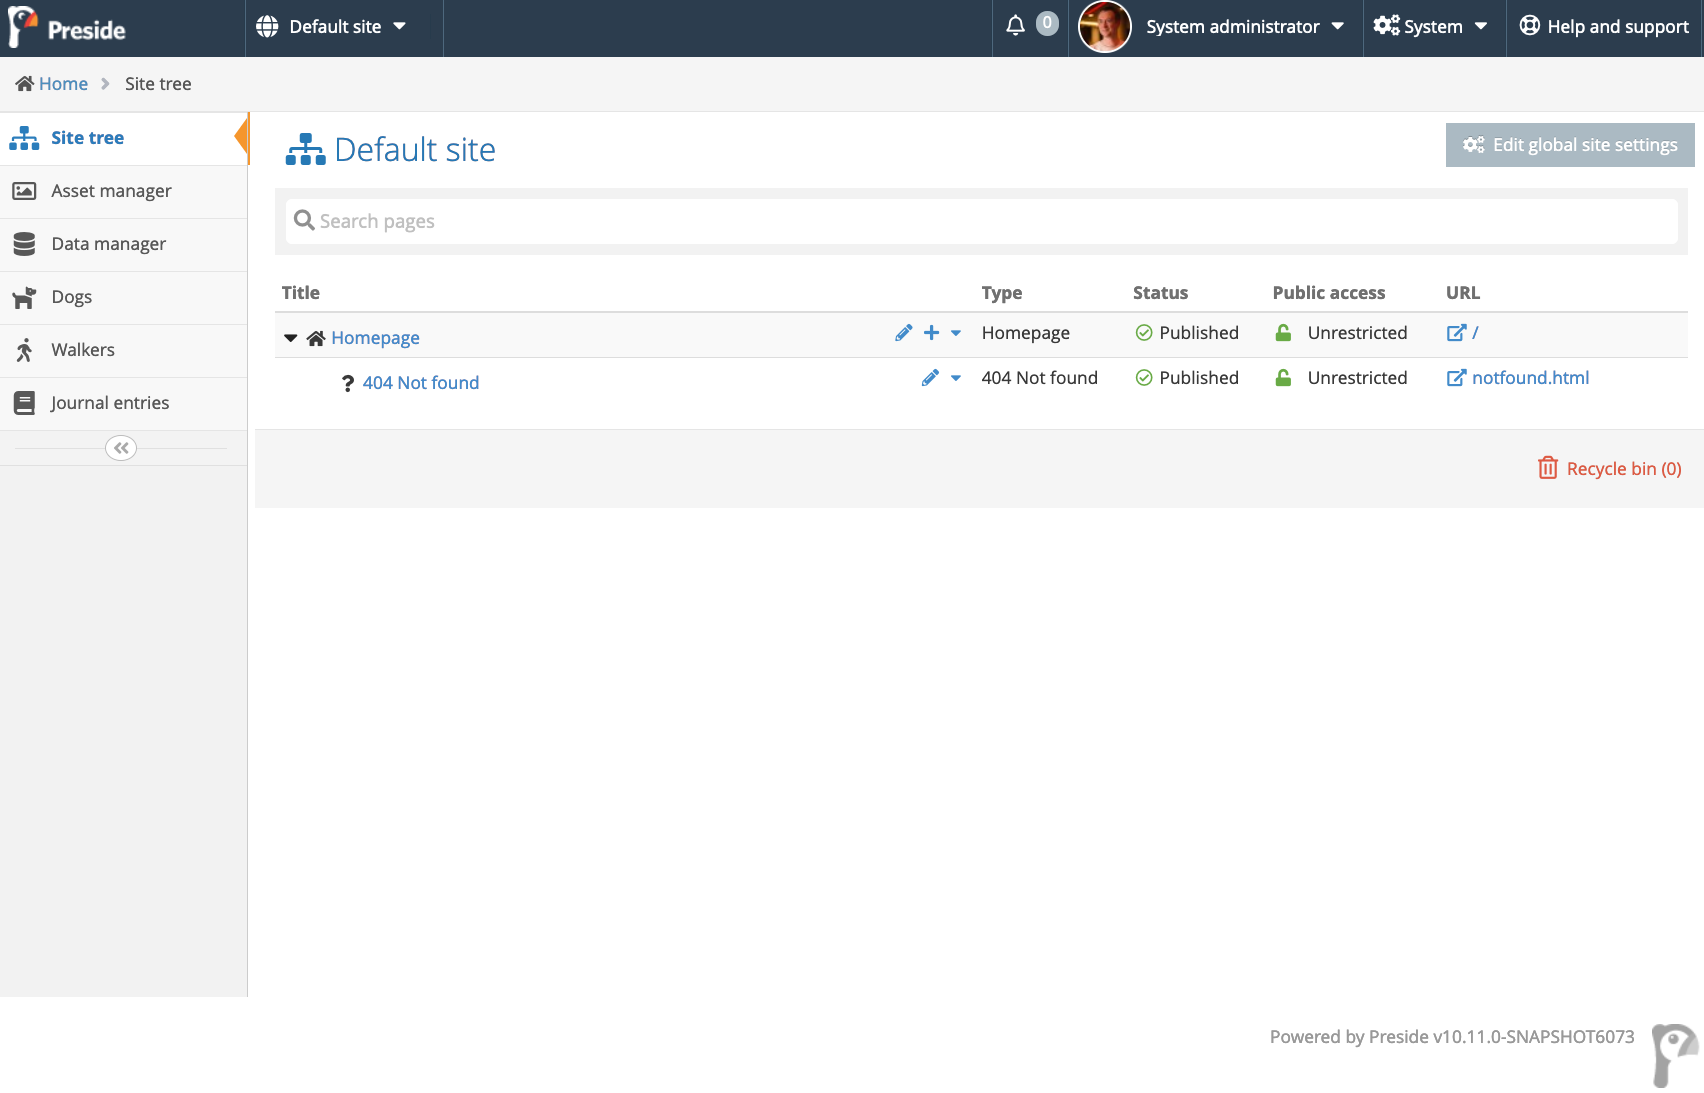 Preside
Default site
0
System administrator
System
Help and support
Home
Site tree
Site tree
Asset manager
Data manager
Dogs
Walkers
Journal entries
Default site
Edit global site settings
Search pages
Title Type Status Public access URL
Homepage Homepage Published Unrestricted /
? 404 Not found 404 Not found Published Unrestricted notfound.html
Recycle bin (0)
Powered by Preside v10.11.0-SNAPSHOT6073